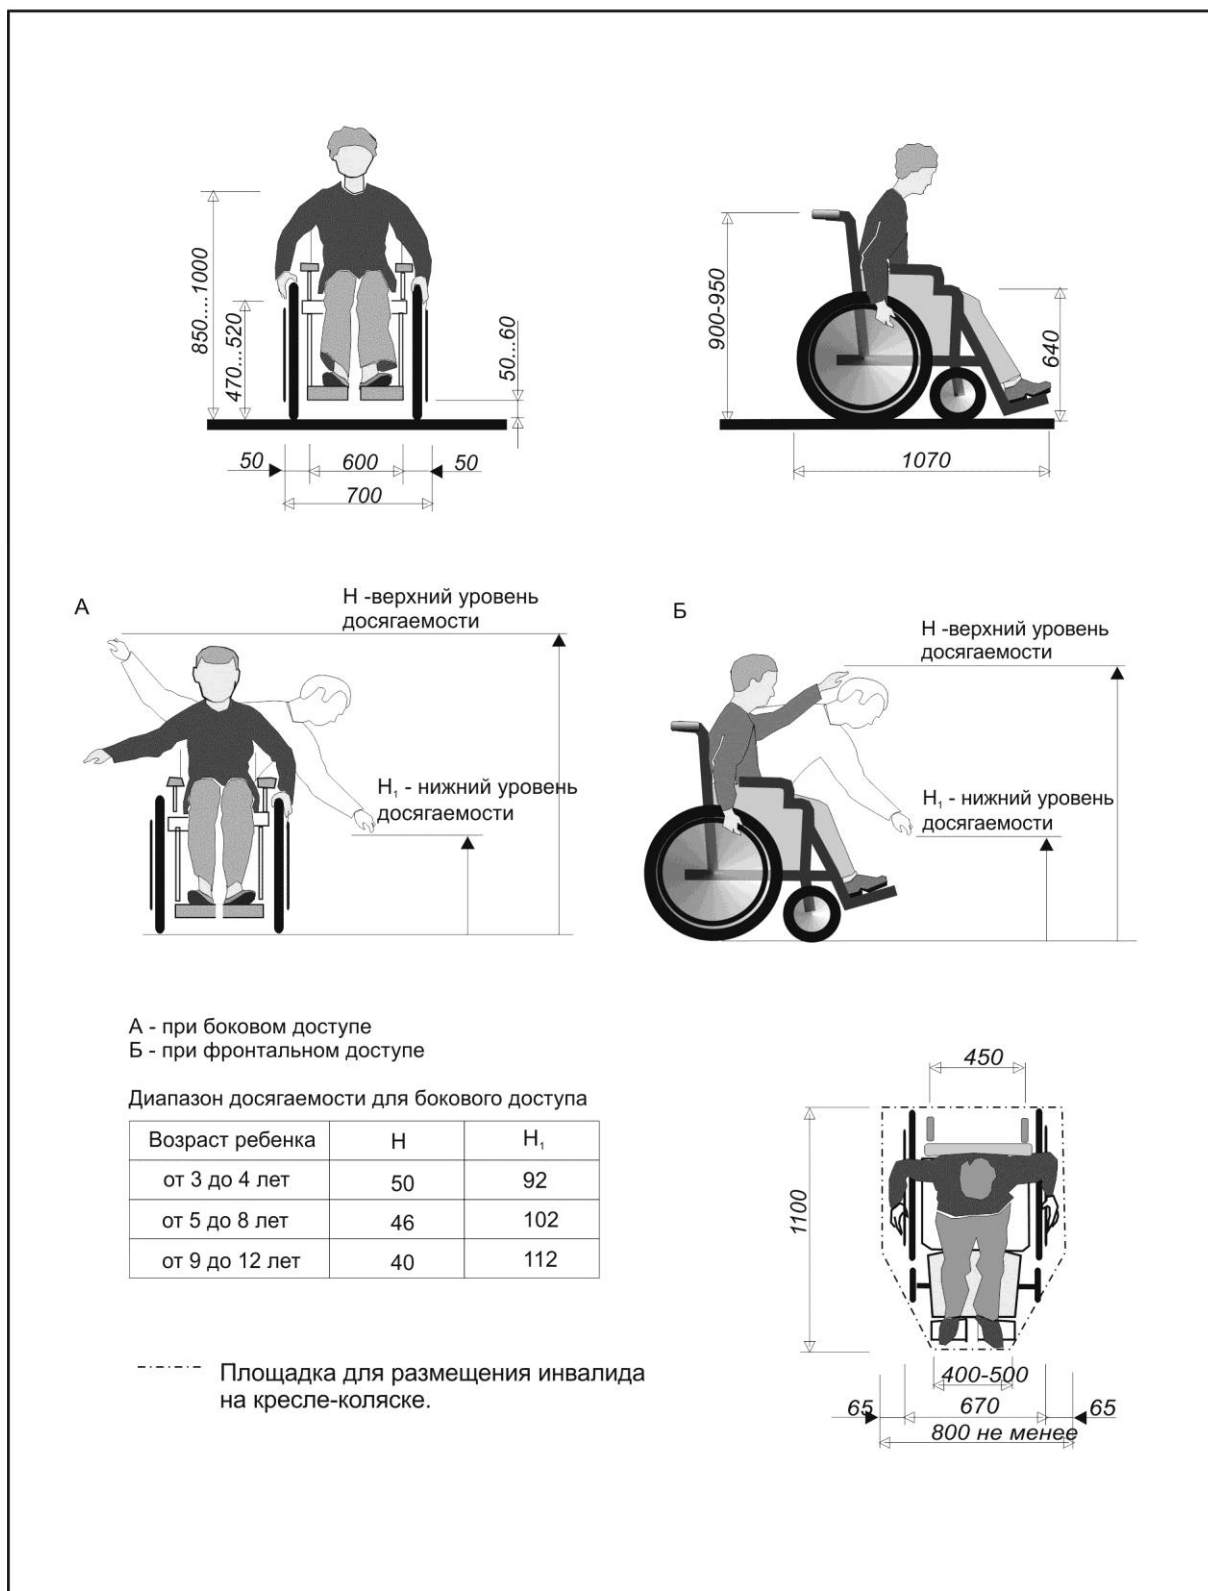 850....1000
470...520
50...60
50
600
50
700
900-950
640
1070
А
Н -верхний уровень
досягаемости
Н₁ - нижний уровень
досягаемости
Б
Н -верхний уровень
досягаемости
Н₁ - нижний уровень
досягаемости
А - при боковом доступе
Б - при фронтальном доступе
Диапазон досягаемости для бокового доступа
Возраст ребенка Н Н₁
от 3 до 4 лет 50 92
от 5 до 8 лет 46 102
от 9 до 12 лет 40 112
Площадка для размещения инвалида
на кресле-коляске.
450
1100
400-500
65
670
65
800 не менее